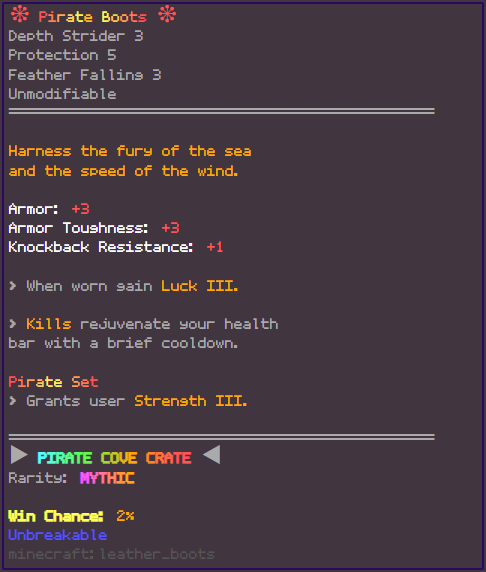 ❉ Pirate Boots ❉
Depth Strider 3
Protection 5
Feather Falling 3
Unmodifiable
Harness the fury of the sea
and the speed of the wind.
Armor: +3
Armor Toughness: +3
Knockback Resistance: +1
> When worn gain Luck III.
> Kills rejuvenate your health
bar with a brief cooldown.
Pirate Set
> Grants user Strength III.
▶ PIRATE COVE CRATE ◀
Rarity: MYTHIC
Win Chance: 2%
Unbreakable
minecraft:leather_boots